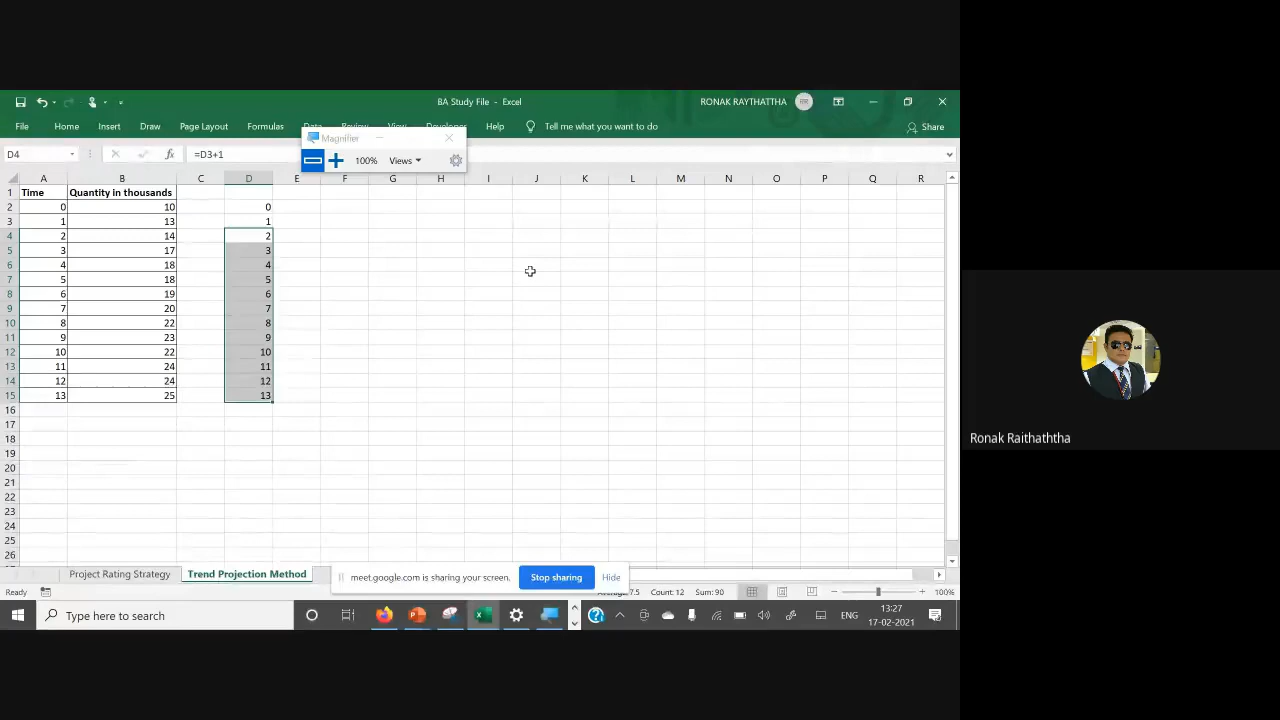 BA Study File - Excel
RONAK RAYTHATTHA
RR
File Home Insert Draw Page Layout Formulas Data Review View Developer Help Tell me what you want to do Share
Magnifier
100% Views
D4 fx =D3+1
A B C D E F G H I J K L M N O P Q R
1 Time Quantity in thousands
2 0 10 0
3 1 13 1
4 2 14 2
5 3 17 3
6 4 18 4
7 5 18 5
8 6 19 6
9 7 20 7
10 8 22 8
11 9 23 9
12 10 22 10
13 11 24 11
14 12 24 12
15 13 25 13
16
17
18
19
20
21
22
23
24
25
26
Project Rating Strategy Trend Projection Method
meet.google.com is sharing your screen. Stop sharing Hide
Ready Average: 7.5 Count: 12 Sum: 90 100%
Type here to search
ENG 13:27
17-02-2021
Ronak Raithaththa